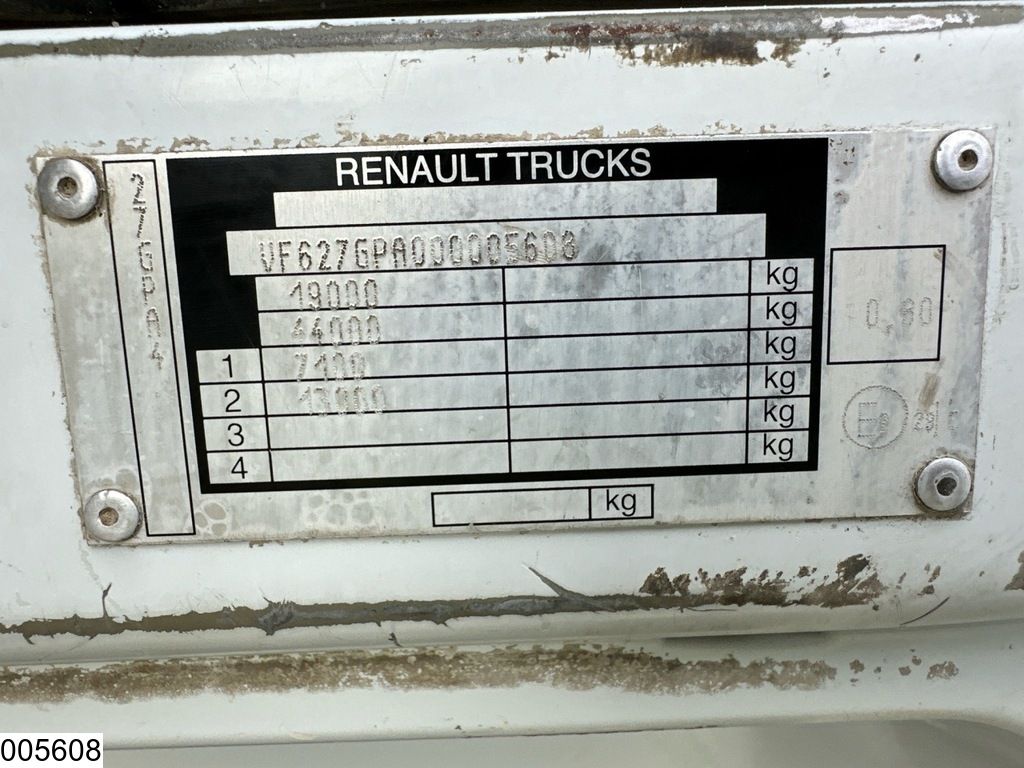 RENAULT TRUCKS
VF627GPA000005608
19000 kg
44000 kg
1 7100 kg
2 13000 kg
3 kg
4 kg
kg
27GPA4
0,80
005608